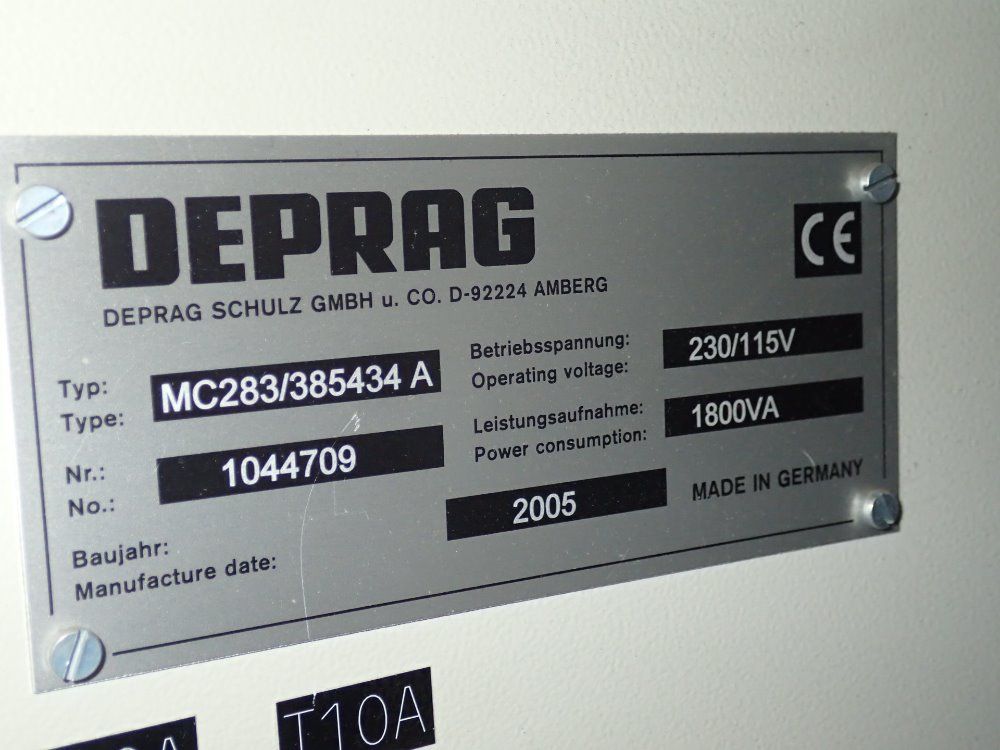 DEPRAG
CE
DEPRAG SCHULZ GMBH u. CO. D-92224 AMBERG
Typ:
Type:
MC283/385434 A
Betriebsspannung:
Operating voltage:
230/115V
Nr.:
No.:
1044709
Leistungsaufnahme:
Power consumption:
1800VA
Baujahr:
Manufacture date:
2005
MADE IN GERMANY
T10A